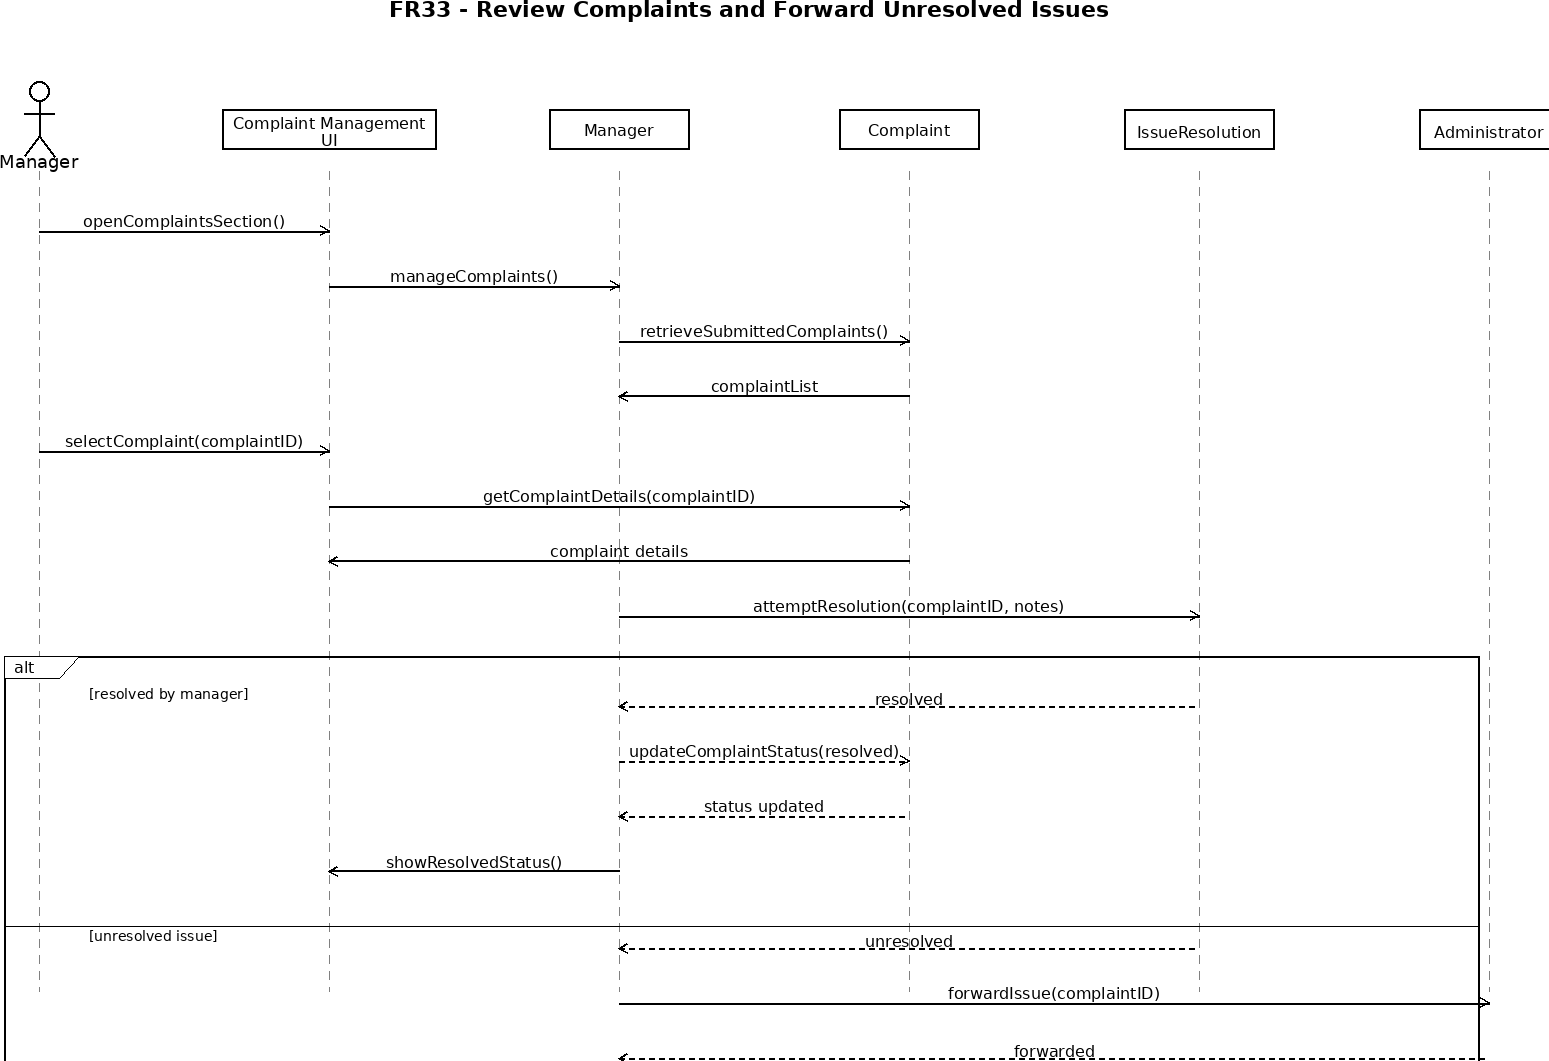 FR33 - Review Complaints and Forward Unresolved Issues
Manager
Complaint Management
UI
Manager
Complaint
IssueResolution
Administrator
openComplaintsSection()
manageComplaints()
retrieveSubmittedComplaints()
complaintList
selectComplaint(complaintID)
getComplaintDetails(complaintID)
complaint details
attemptResolution(complaintID, notes)
alt
[resolved by manager]
resolved
updateComplaintStatus(resolved)
status updated
showResolvedStatus()
[unresolved issue]
unresolved
forwardIssue(complaintID)
forwarded